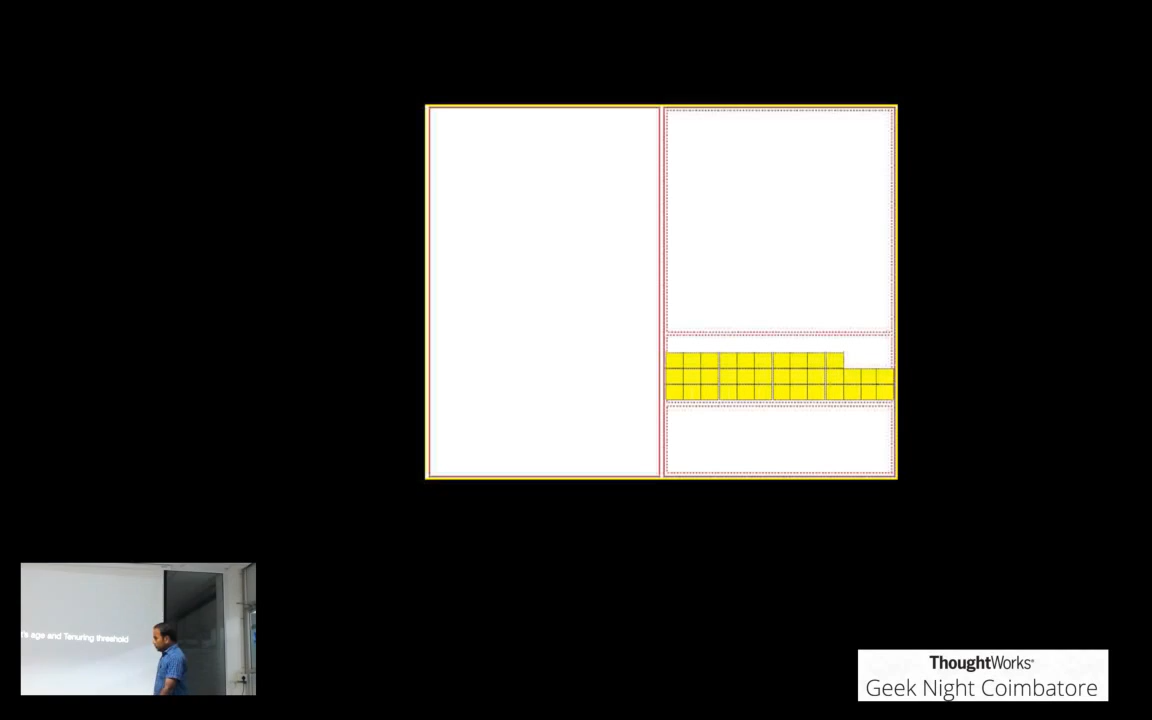 's age and Tenuring threshold
ThoughtWorks®
Geek Night Coimbatore